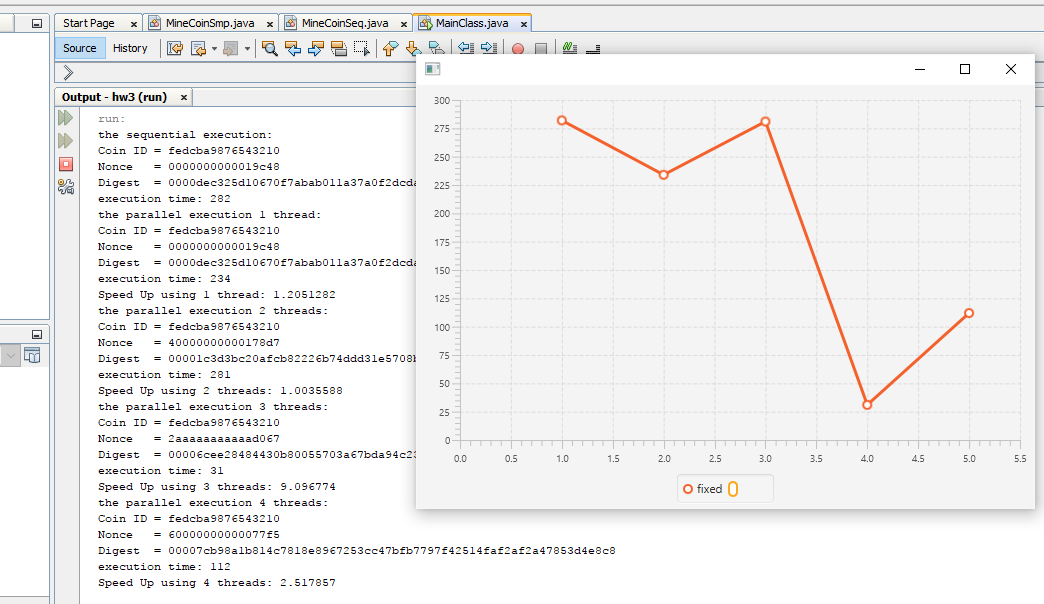 Start Page
MineCoinSmp.java
MineCoinSeq.java
MainClass.java
Source
History
Output - hw3 (run)
run:
the sequential execution:
Coin ID = fedcba9876543210
Nonce = 0000000000019c48
Digest = 0000dec325d10670f7abab011a37a0f2dcda
execution time: 282
the parallel execution 1 thread:
Coin ID = fedcba9876543210
Nonce = 0000000000019c48
Digest = 0000dec325d10670f7abab011a37a0f2dcda
execution time: 234
Speed Up using 1 thread: 1.2051282
the parallel execution 2 threads:
Coin ID = fedcba9876543210
Nonce = 40000000000178d7
Digest = 00001c3d3bc20afcb82226b74ddd31e5708b
execution time: 281
Speed Up using 2 threads: 1.0035588
the parallel execution 3 threads:
Coin ID = fedcba9876543210
Nonce = 2aaaaaaaaaaad067
Digest = 00006cee28484430b80055703a67bda94c23
execution time: 31
Speed Up using 3 threads: 9.096774
the parallel execution 4 threads:
Coin ID = fedcba9876543210
Nonce = 60000000000077f5
Digest = 00007cb98a1b814c7818e8967253cc47bfb7797f42514faf2af2a47853d4e8c8
execution time: 112
Speed Up using 4 threads: 2.517857
300
275
250
225
200
175
150
125
100
75
50
25
0
0.0 0.5 1.0 1.5 2.0 2.5 3.0 3.5 4.0 4.5 5.0 5.5
fixed